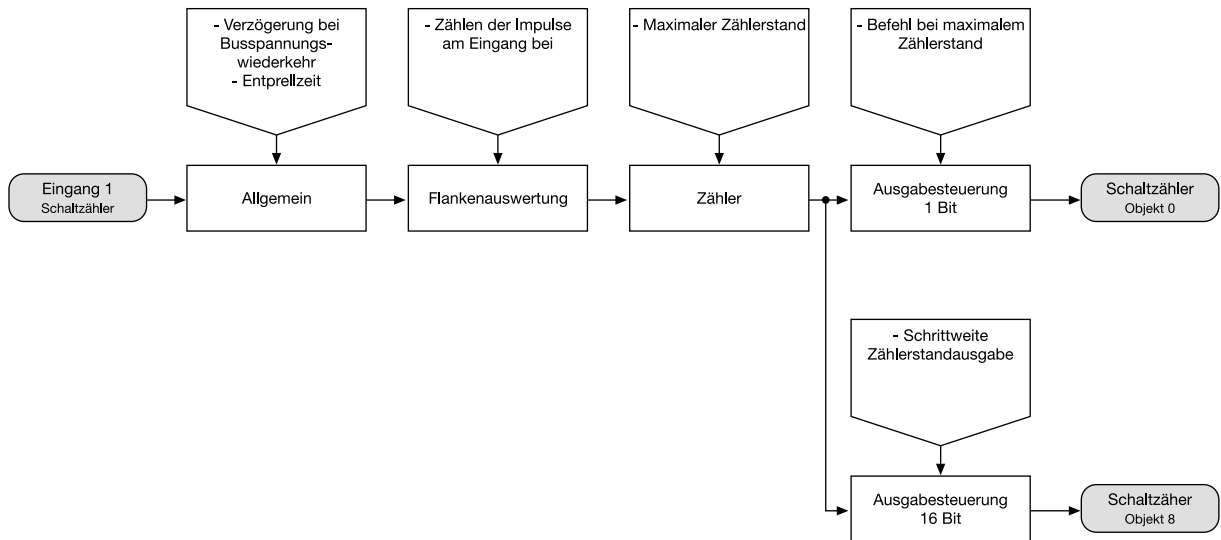 - Verzögerung bei
Busspannungs-
wiederkehr
- Entprellzeit
- Zählen der Impulse
am Eingang bei
- Maximaler Zählerstand
- Befehl bei maximalem
Zählerstand
Eingang 1
Schaltzähler
Allgemein
Flankenauswertung
Zähler
Ausgabesteuerung
1 Bit
Schaltzähler
Objekt 0
- Schrittweite
Zählerstandausgabe
Ausgabesteuerung
16 Bit
Schaltzäher
Objekt 8